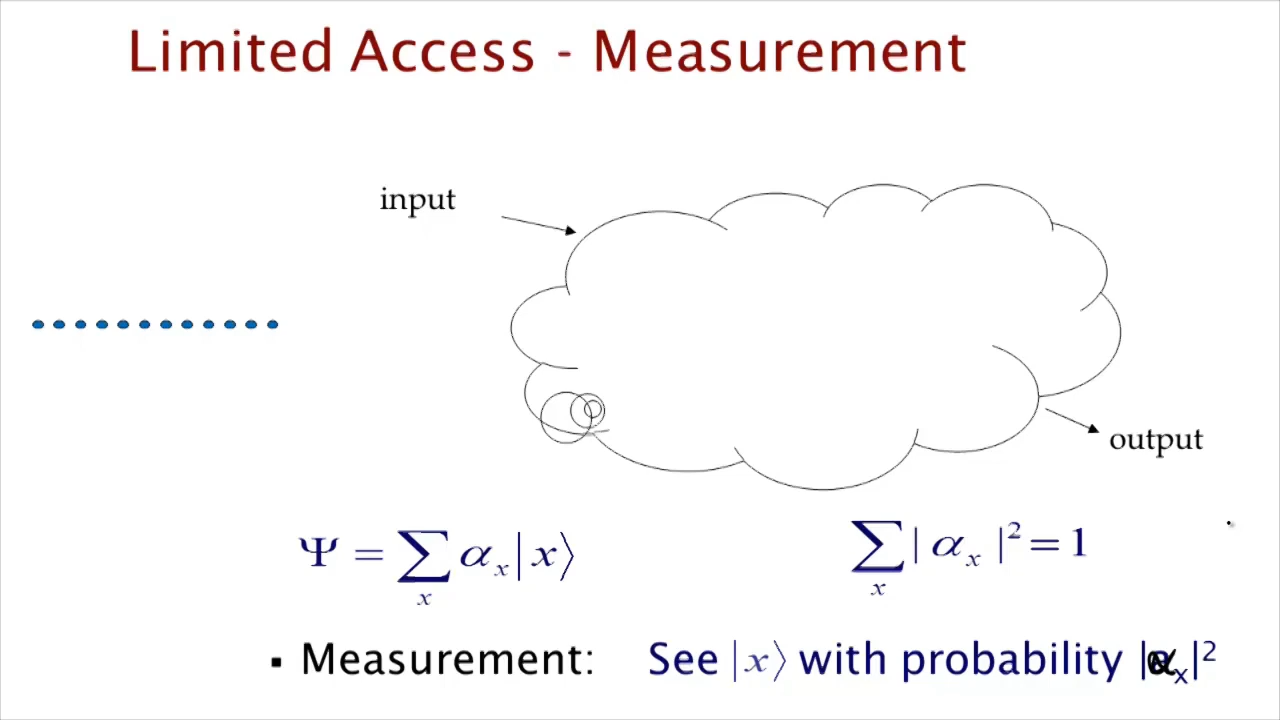 Limited Access - Measurement
input
output
Ψ = ∑ₓ αₓ|x⟩
∑ₓ |αₓ|² = 1
▪ Measurement: See |x⟩ with probability |αₓ|²